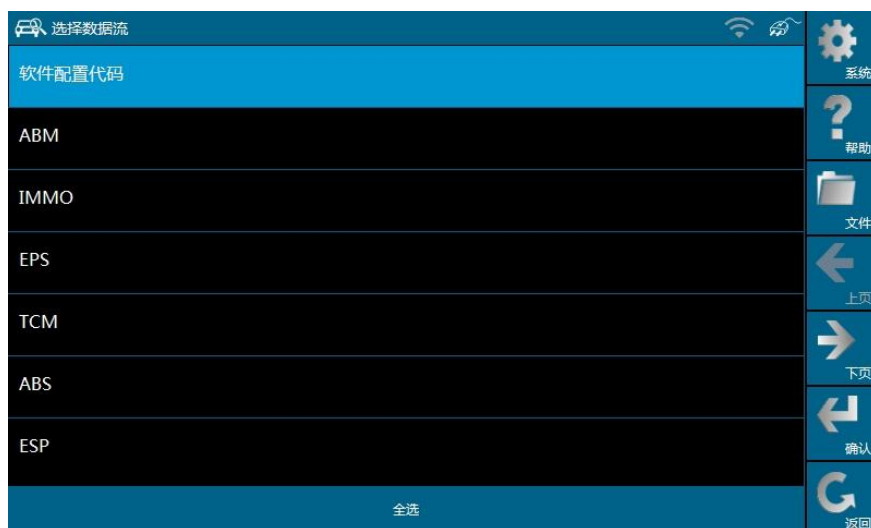 选择数据流
软件配置代码
ABM
IMMO
EPS
TCM
ABS
ESP
全选
系统
帮助
文件
上页
下页
确认
返回